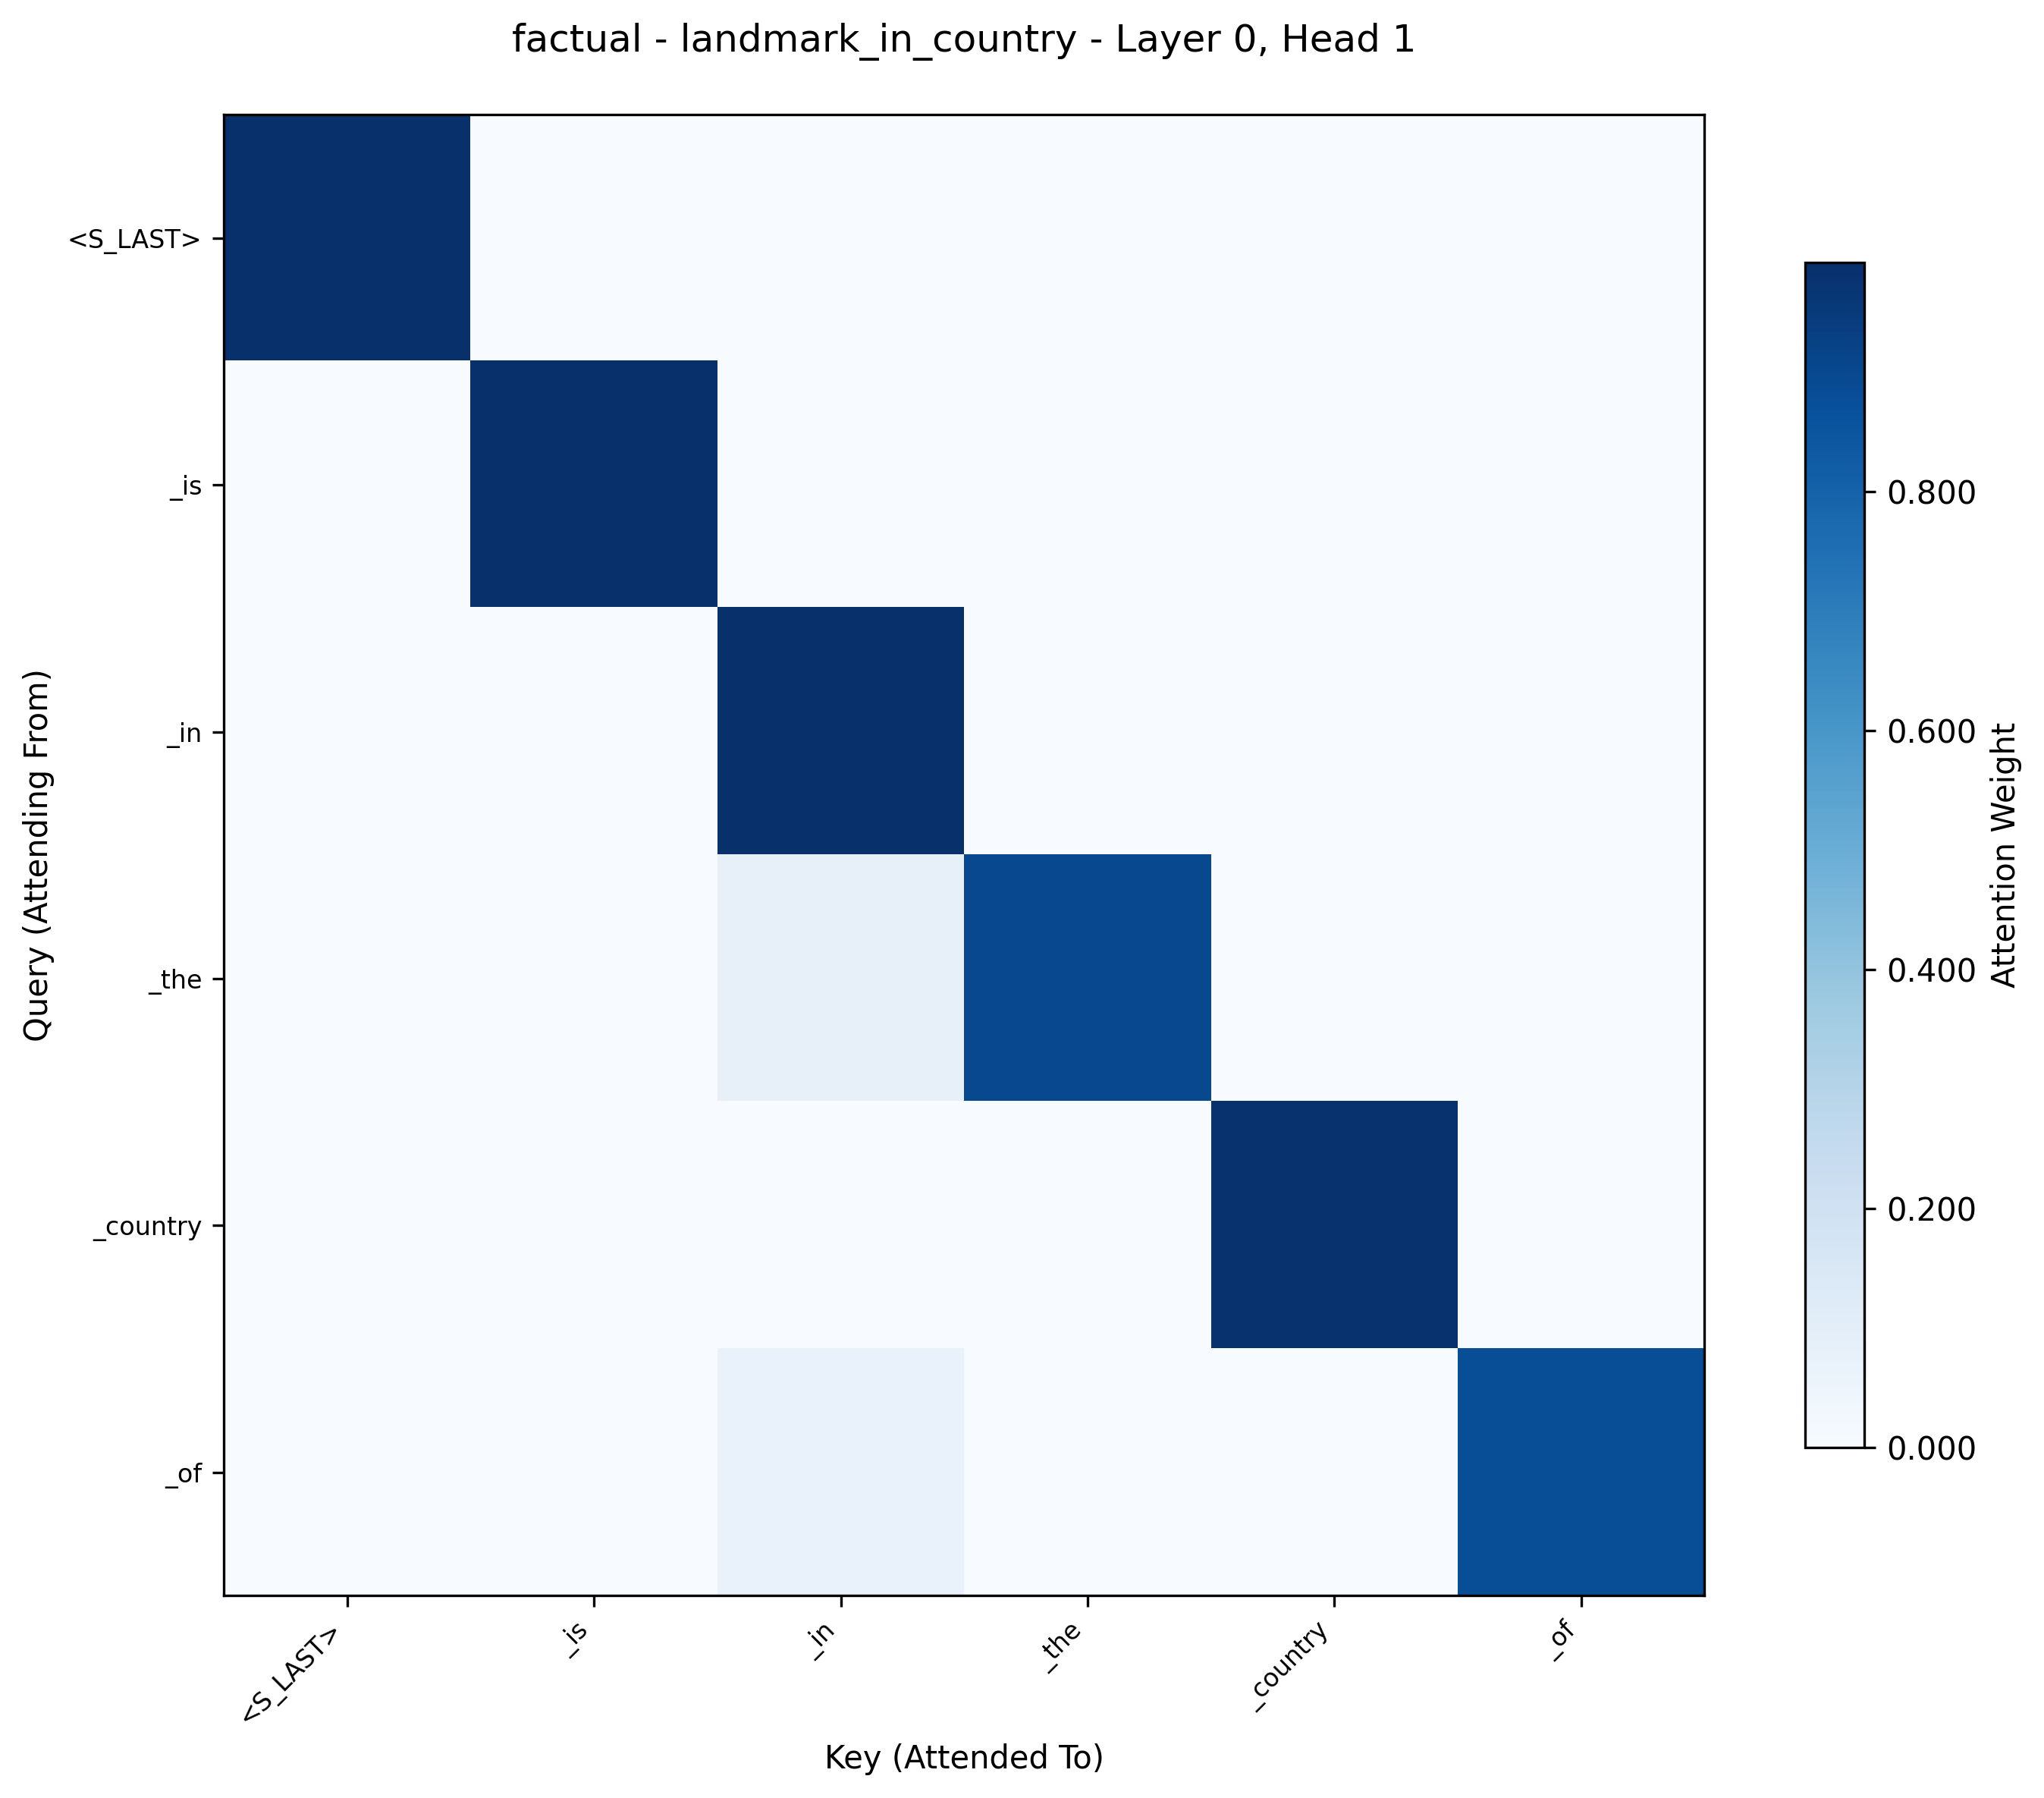 factual - landmark_in_country - Layer 0, Head 1
Query (Attending From)
<S_LAST>
_is
_in
_the
_country
_of
<S_LAST>
_is
_in
_the
_country
_of
Key (Attended To)
0.800
0.600
0.400
0.200
0.000
Attention Weight